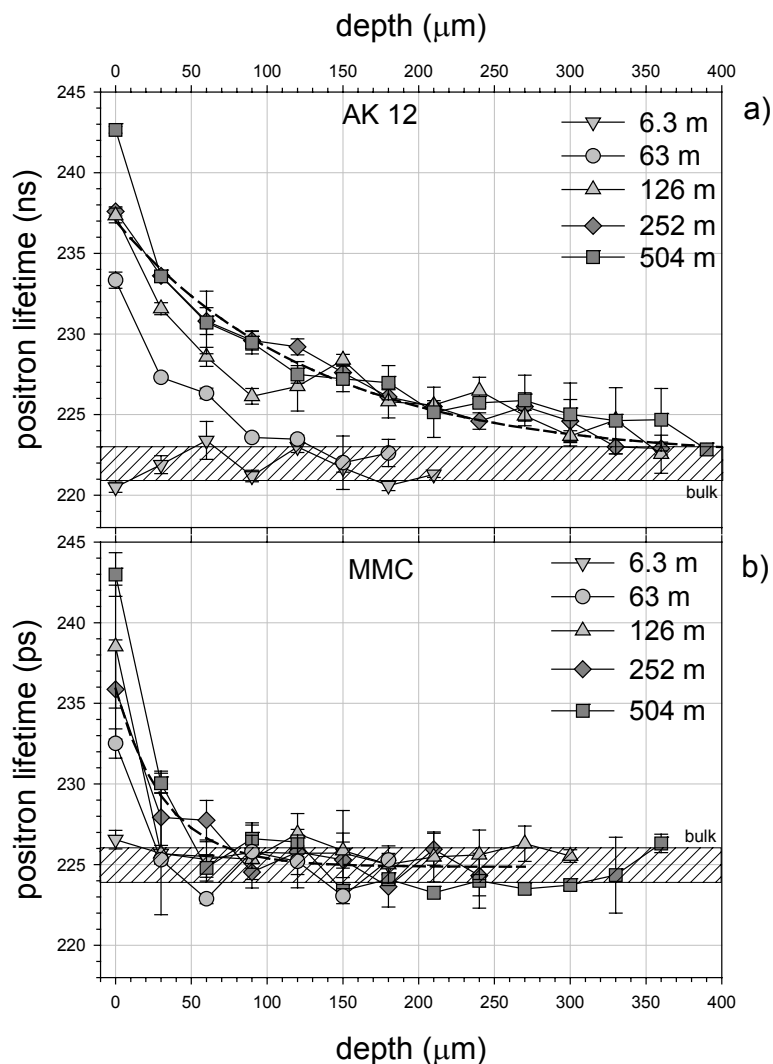 depth (μm)
0 50 100 150 200 250 300 350 400
245
240
235
230
225
220
positron lifetime (ns)
AK 12
a)
6.3 m
63 m
126 m
252 m
504 m
bulk
245
240
235
230
225
220
positron lifetime (ps)
MMC
b)
6.3 m
63 m
126 m
252 m
504 m
bulk
0 50 100 150 200 250 300 350 400
depth (μm)